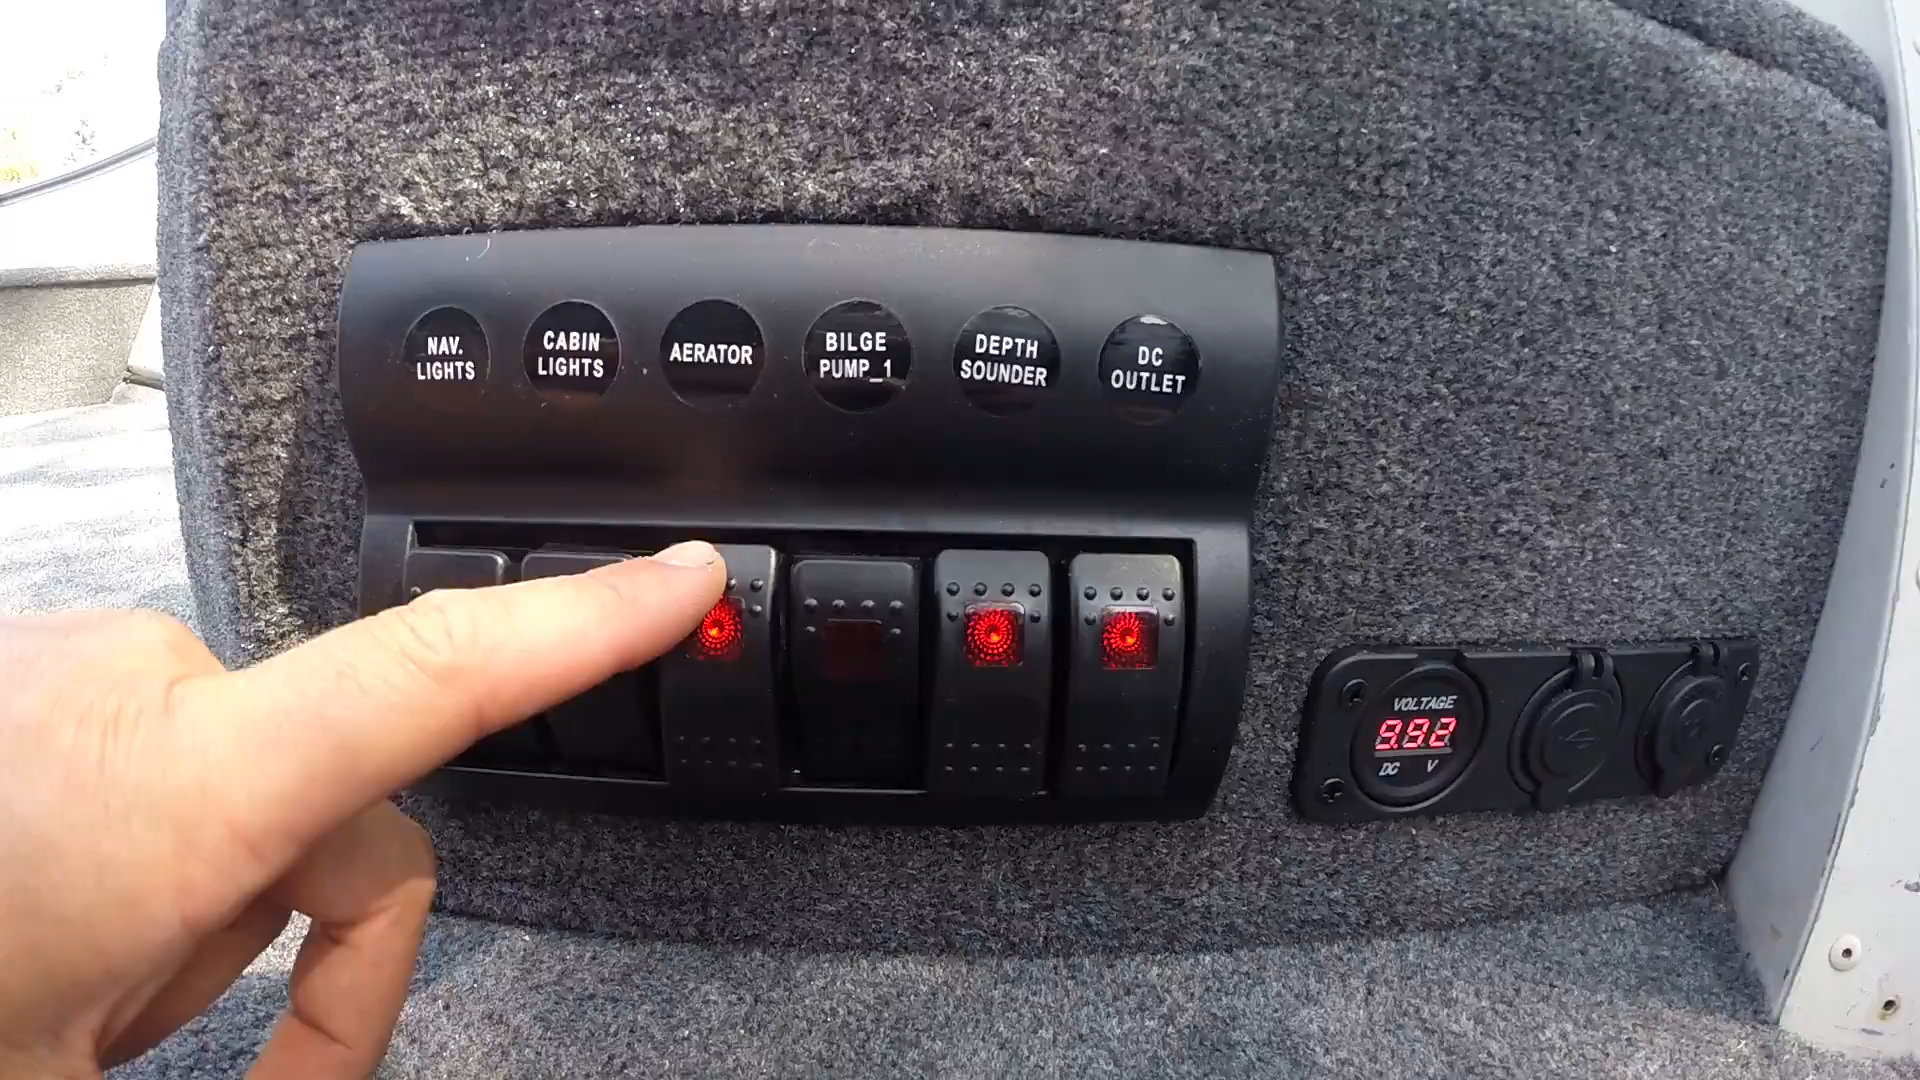 NAV.
LIGHTS
CABIN
LIGHTS
AERATOR
BILGE
PUMP_1
DEPTH
SOUNDER
DC
OUTLET
VOLTAGE
9.92
DC V